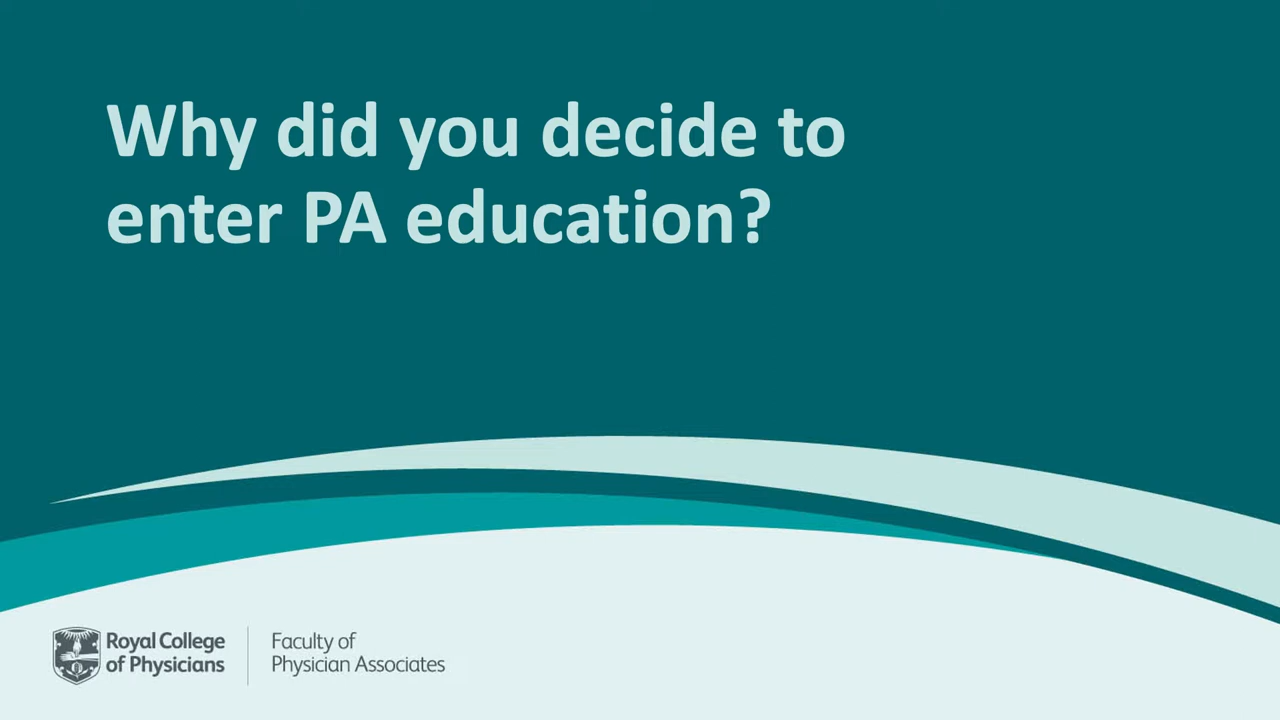 Why did you decide to
enter PA education?
Royal College
of Physicians
Faculty of
Physician Associates